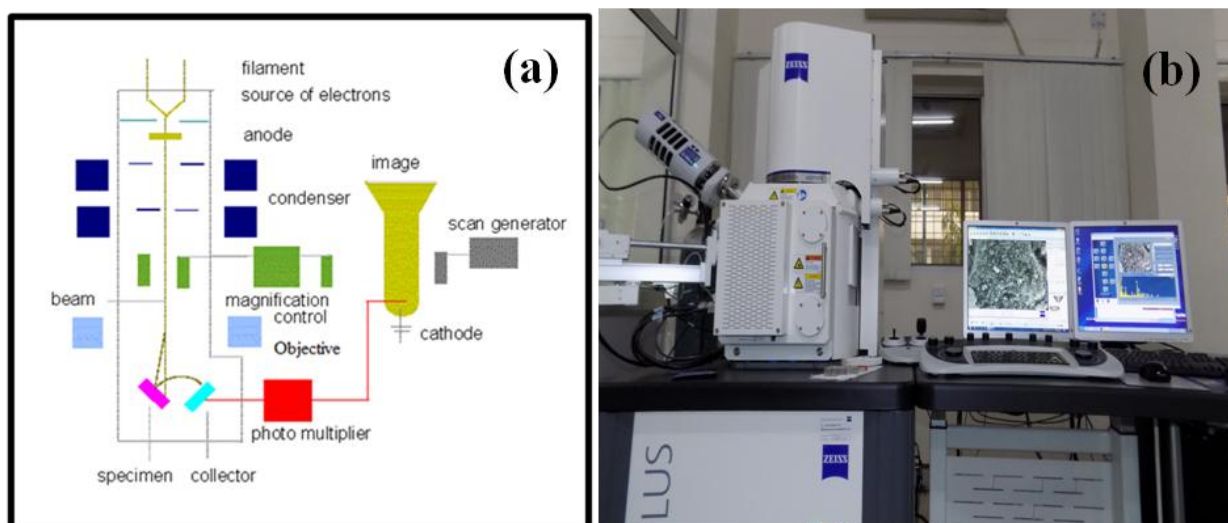 (a)
filament
source of electrons
anode
image
condenser
scan generator
beam
magnification
control
cathode
Objective
photo multiplier
specimen
collector
(b)
ZEISS
LUS
ZEISS